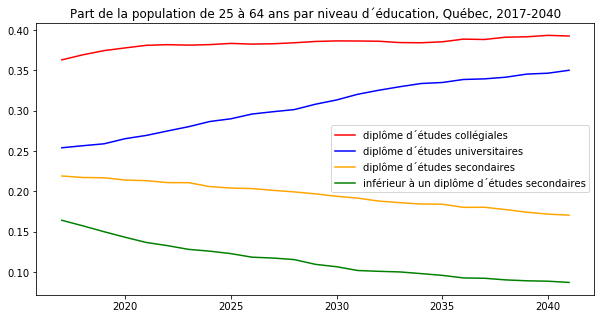 Part de la population de 25 à 64 ans par niveau d´éducation, Québec, 2017-2040
0.40
0.35
0.30
0.25
0.20
0.15
0.10
diplôme d´études collégiales
diplôme d´études universitaires
diplôme d´études secondaires
inférieur à un diplôme d´études secondaires
2020
2025
2030
2035
2040